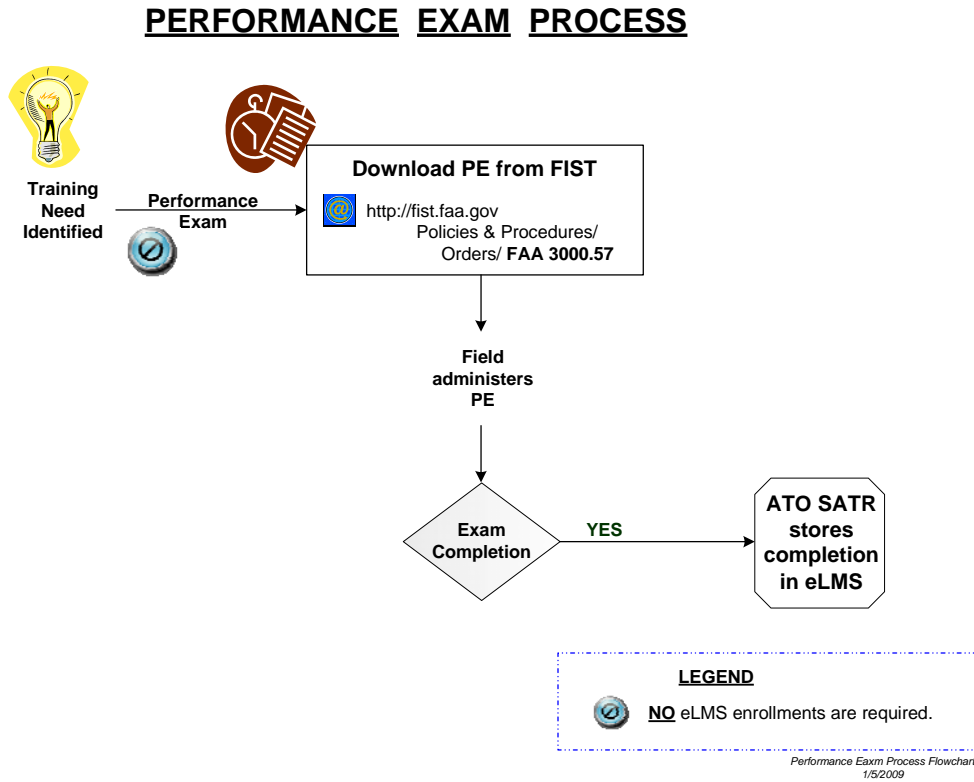 PERFORMANCE EXAM PROCESS
Training
Need
Identified
Performance
Exam
Download PE from FIST
http://fist.faa.gov
Policies & Procedures/
Orders/ FAA 3000.57
Field
administers
PE
Exam
Completion
YES
ATO SATR
stores
completion
in eLMS
LEGEND
NO eLMS enrollments are required.
Performance Eaxm Process Flowchart
1/5/2009